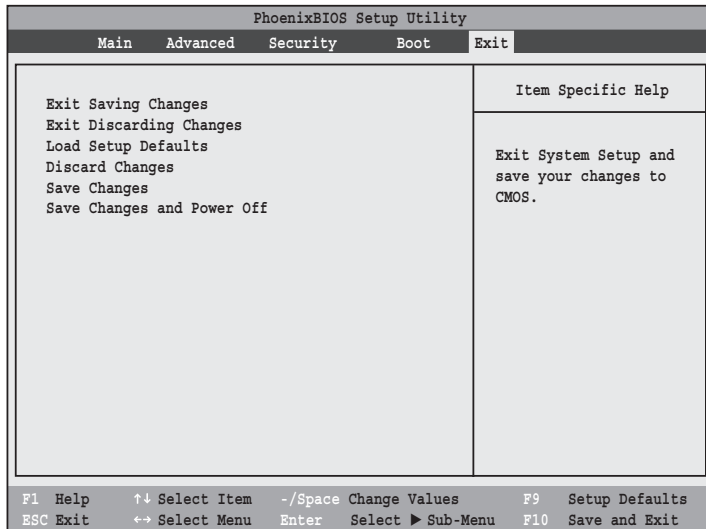 PhoenixBIOS Setup Utility
Main Advanced Security Boot Exit
Exit Saving Changes
Exit Discarding Changes
Load Setup Defaults
Discard Changes
Save Changes
Save Changes and Power Off
Item Specific Help
Exit System Setup and
save your changes to
CMOS.
F1 Help ↑↓ Select Item -/Space Change Values F9 Setup Defaults
ESC Exit ←→ Select Menu Enter Select ▶ Sub-Menu F10 Save and Exit